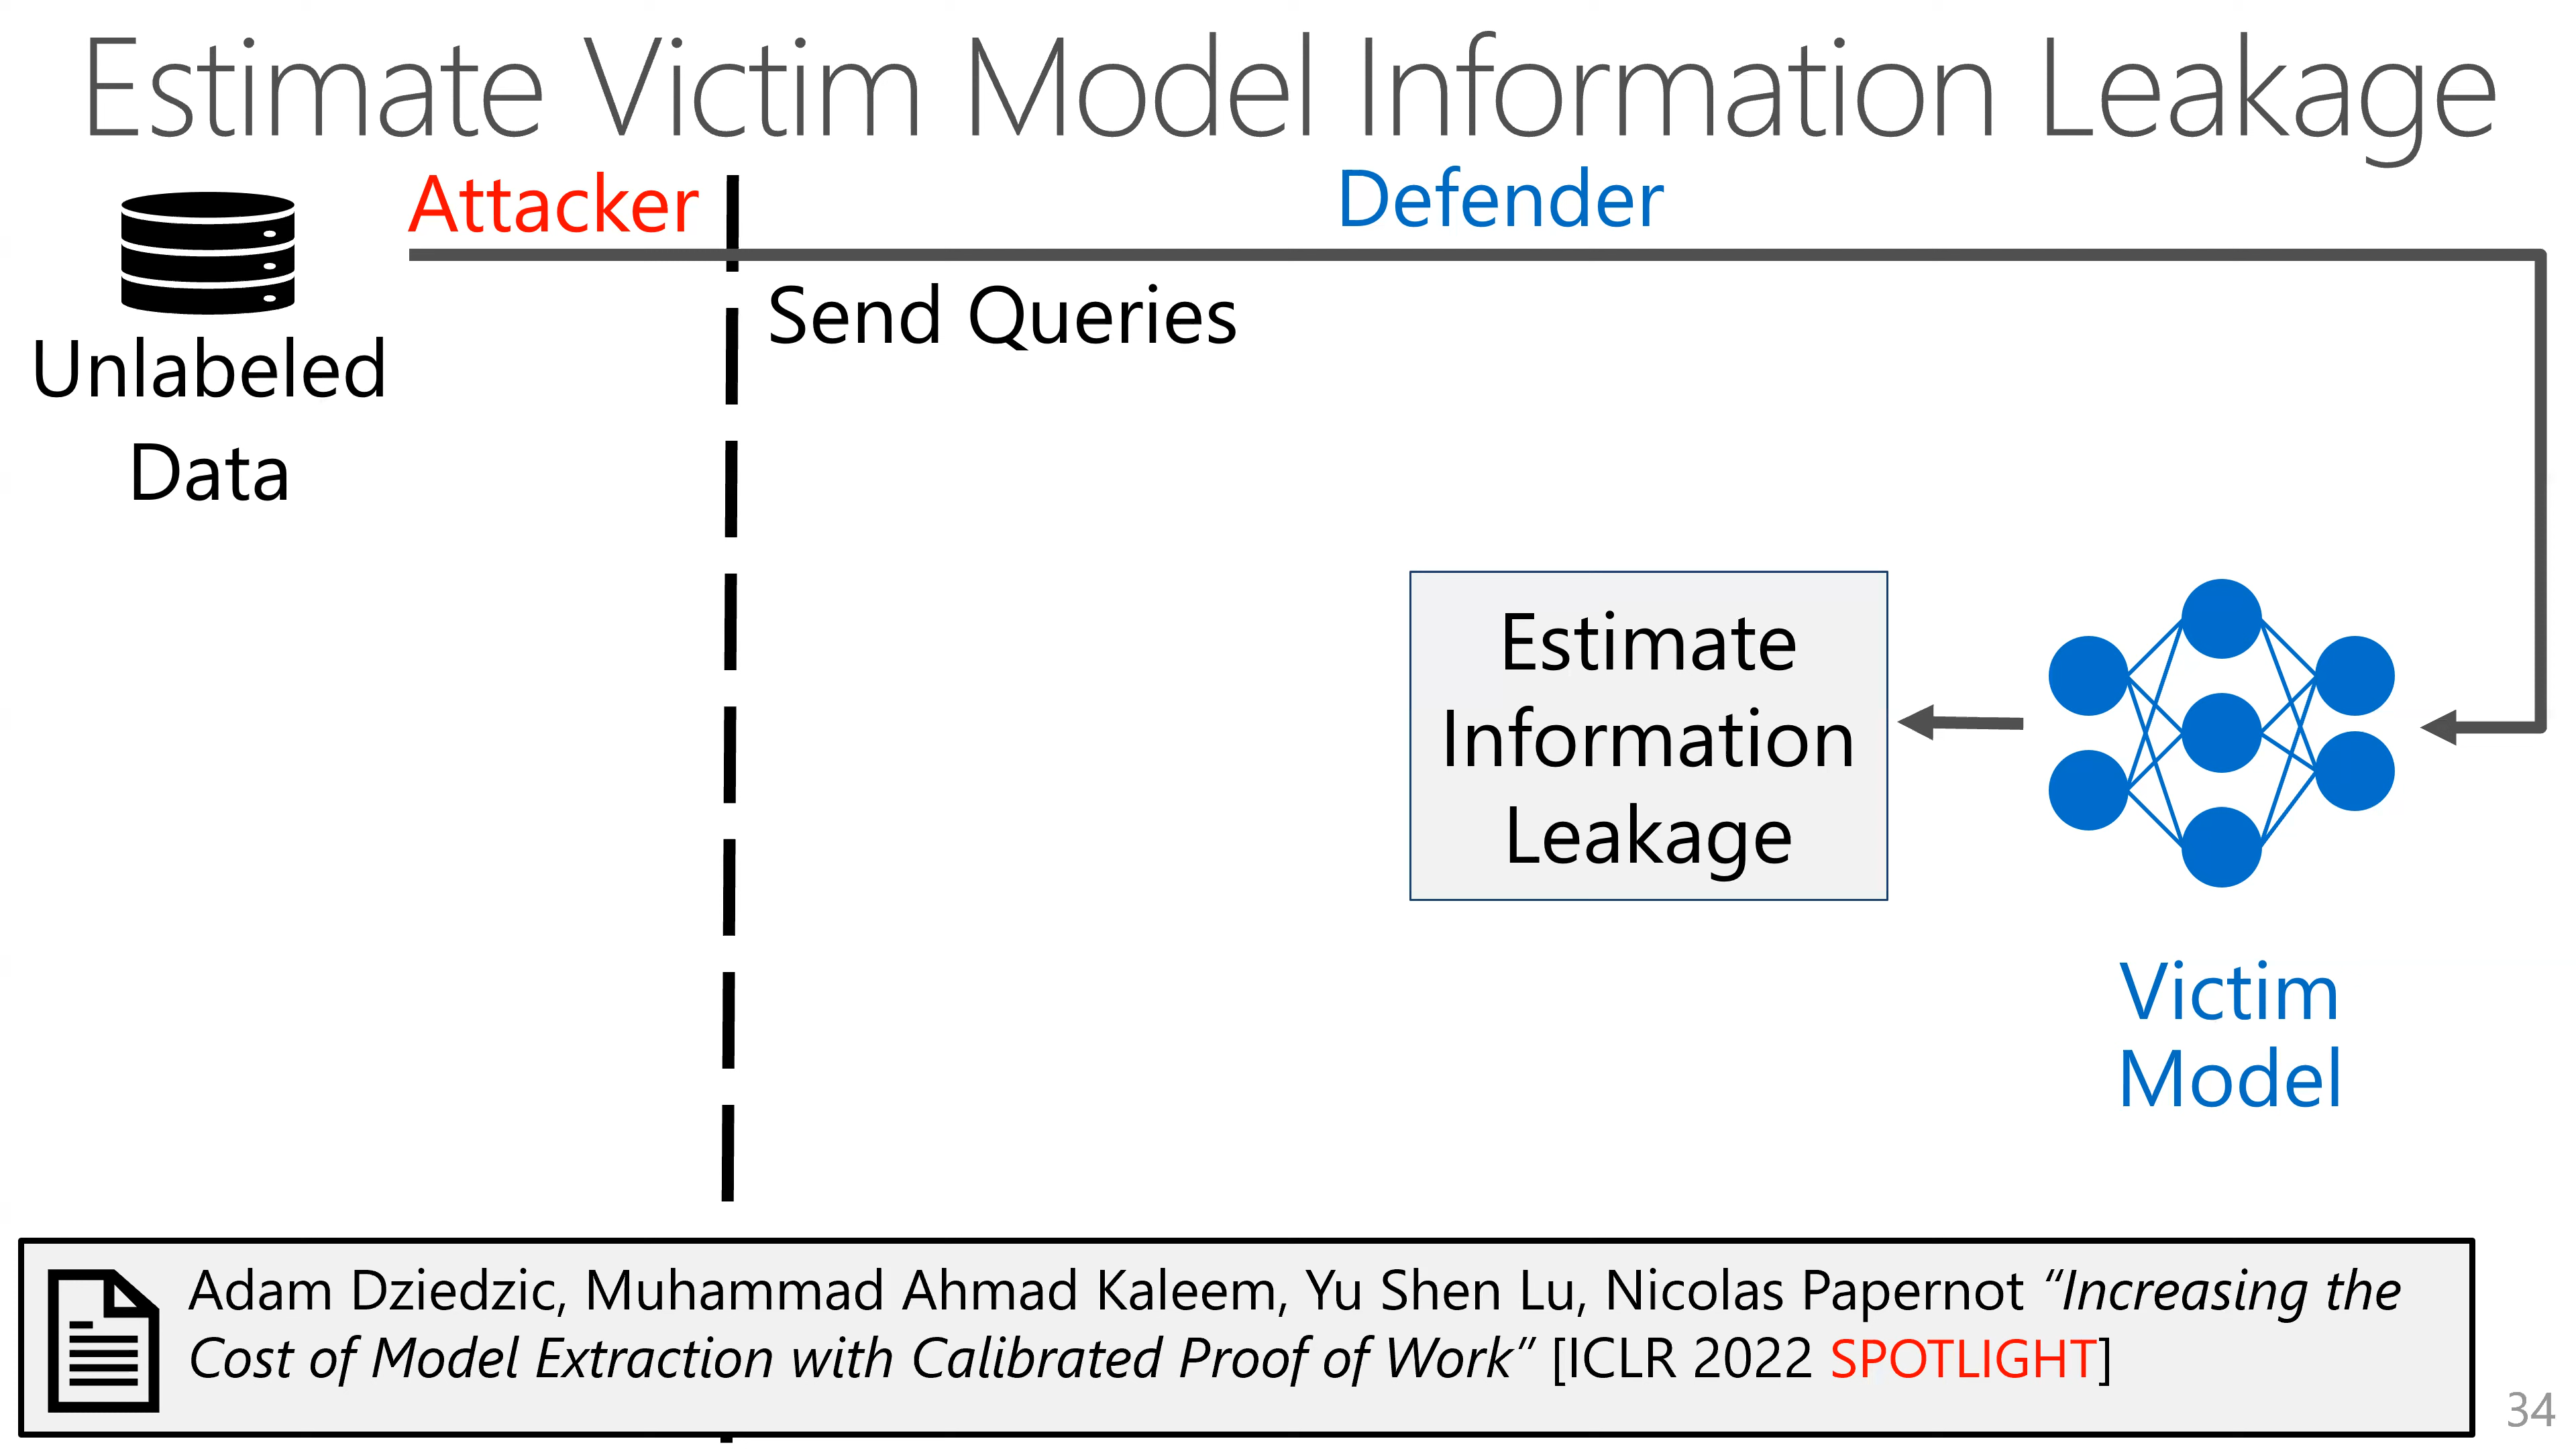 Estimate Victim Model Information Leakage
Attacker
Defender
Send Queries
Unlabeled
Data
Estimate
Information
Leakage
Victim
Model
Adam Dziedzic, Muhammad Ahmad Kaleem, Yu Shen Lu, Nicolas Papernot “Increasing the
Cost of Model Extraction with Calibrated Proof of Work” [ICLR 2022 SPOTLIGHT]
34